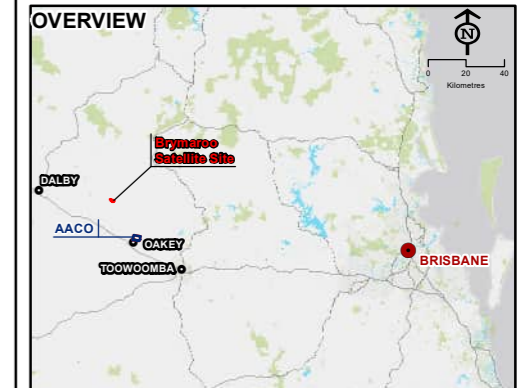 OVERVIEW
N
0 20 40
Kilometres
Brymaroo
Satellite Site
DALBY
AACO
OAKEY
TOOWOOMBA
BRISBANE